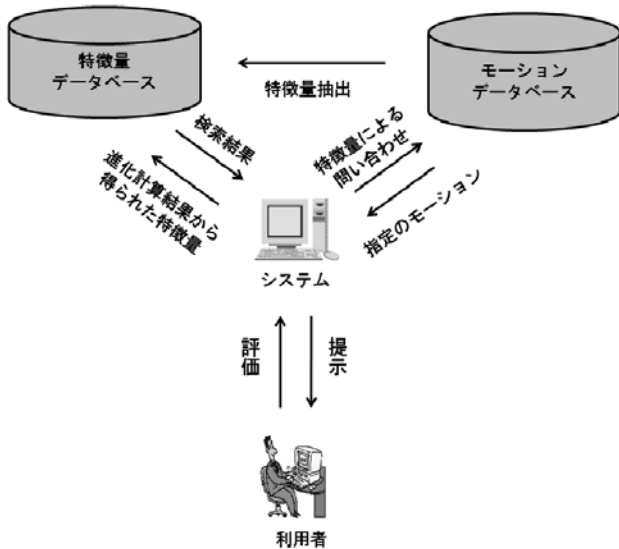 特徴量
データベース
モーション
データベース
特徴量抽出
検索結果
進化計算結果から
得られた特徴量
特徴量による
問い合わせ
指定のモーション
システム
評価
提示
利用者